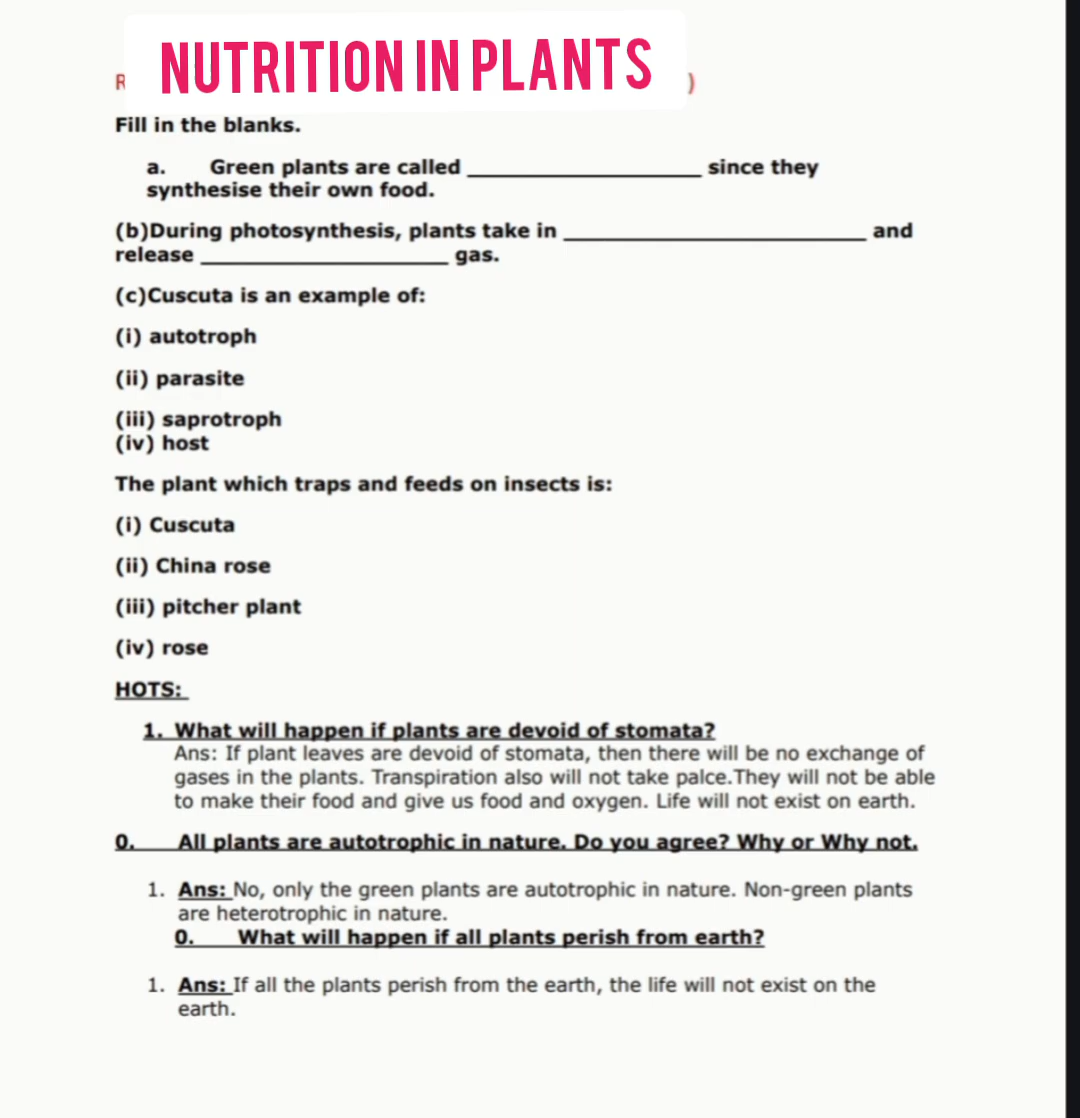 NUTRITION IN PLANTS
R )
Fill in the blanks.
a. Green plants are called ____________________ since they
synthesise their own food.
(b)During photosynthesis, plants take in __________________________ and
release _____________________ gas.
(c)Cuscuta is an example of:
(i) autotroph
(ii) parasite
(iii) saprotroph
(iv) host
The plant which traps and feeds on insects is:
(i) Cuscuta
(ii) China rose
(iii) pitcher plant
(iv) rose
HOTS:
1. What will happen if plants are devoid of stomata?
Ans: If plant leaves are devoid of stomata, then there will be no exchange of
gases in the plants. Transpiration also will not take palce.They will not be able
to make their food and give us food and oxygen. Life will not exist on earth.
0. All plants are autotrophic in nature. Do you agree? Why or Why not.
1. Ans: No, only the green plants are autotrophic in nature. Non-green plants
are heterotrophic in nature.
0. What will happen if all plants perish from earth?
1. Ans: If all the plants perish from the earth, the life will not exist on the
earth.